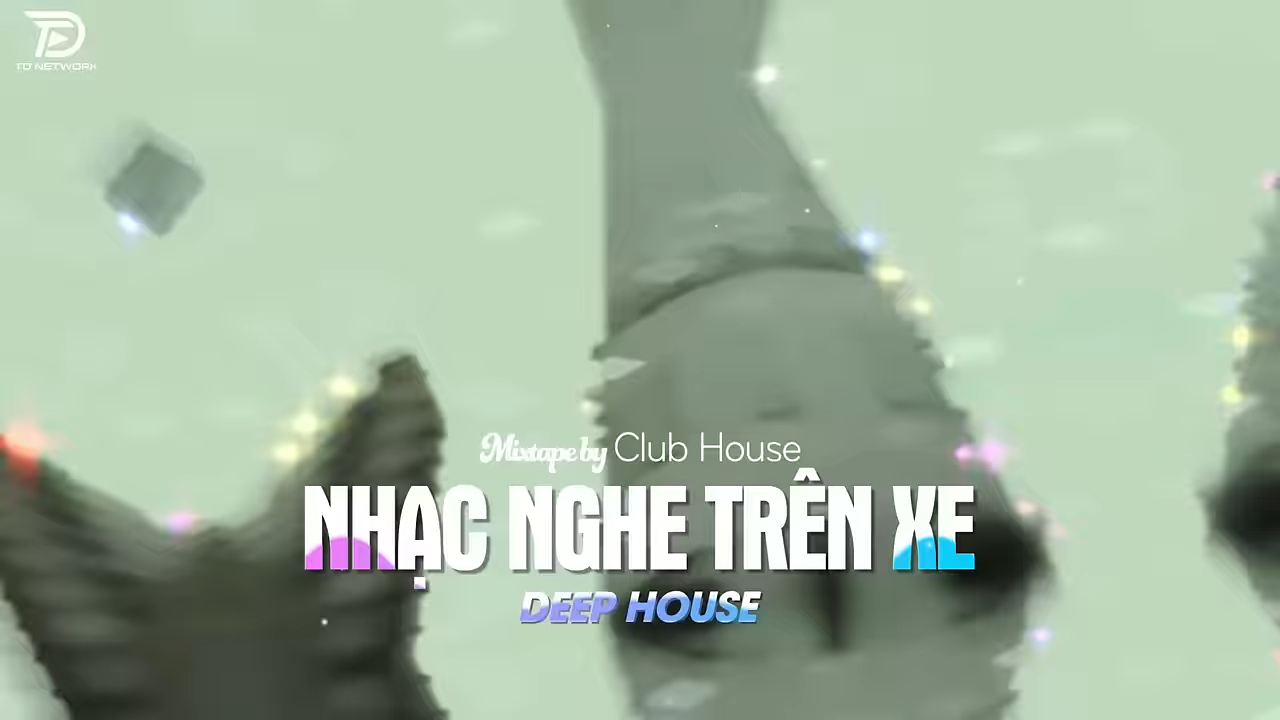 TD NETWORK
Mixtape by Club House
NHẠC NGHE TRÊN XE
DEEP HOUSE